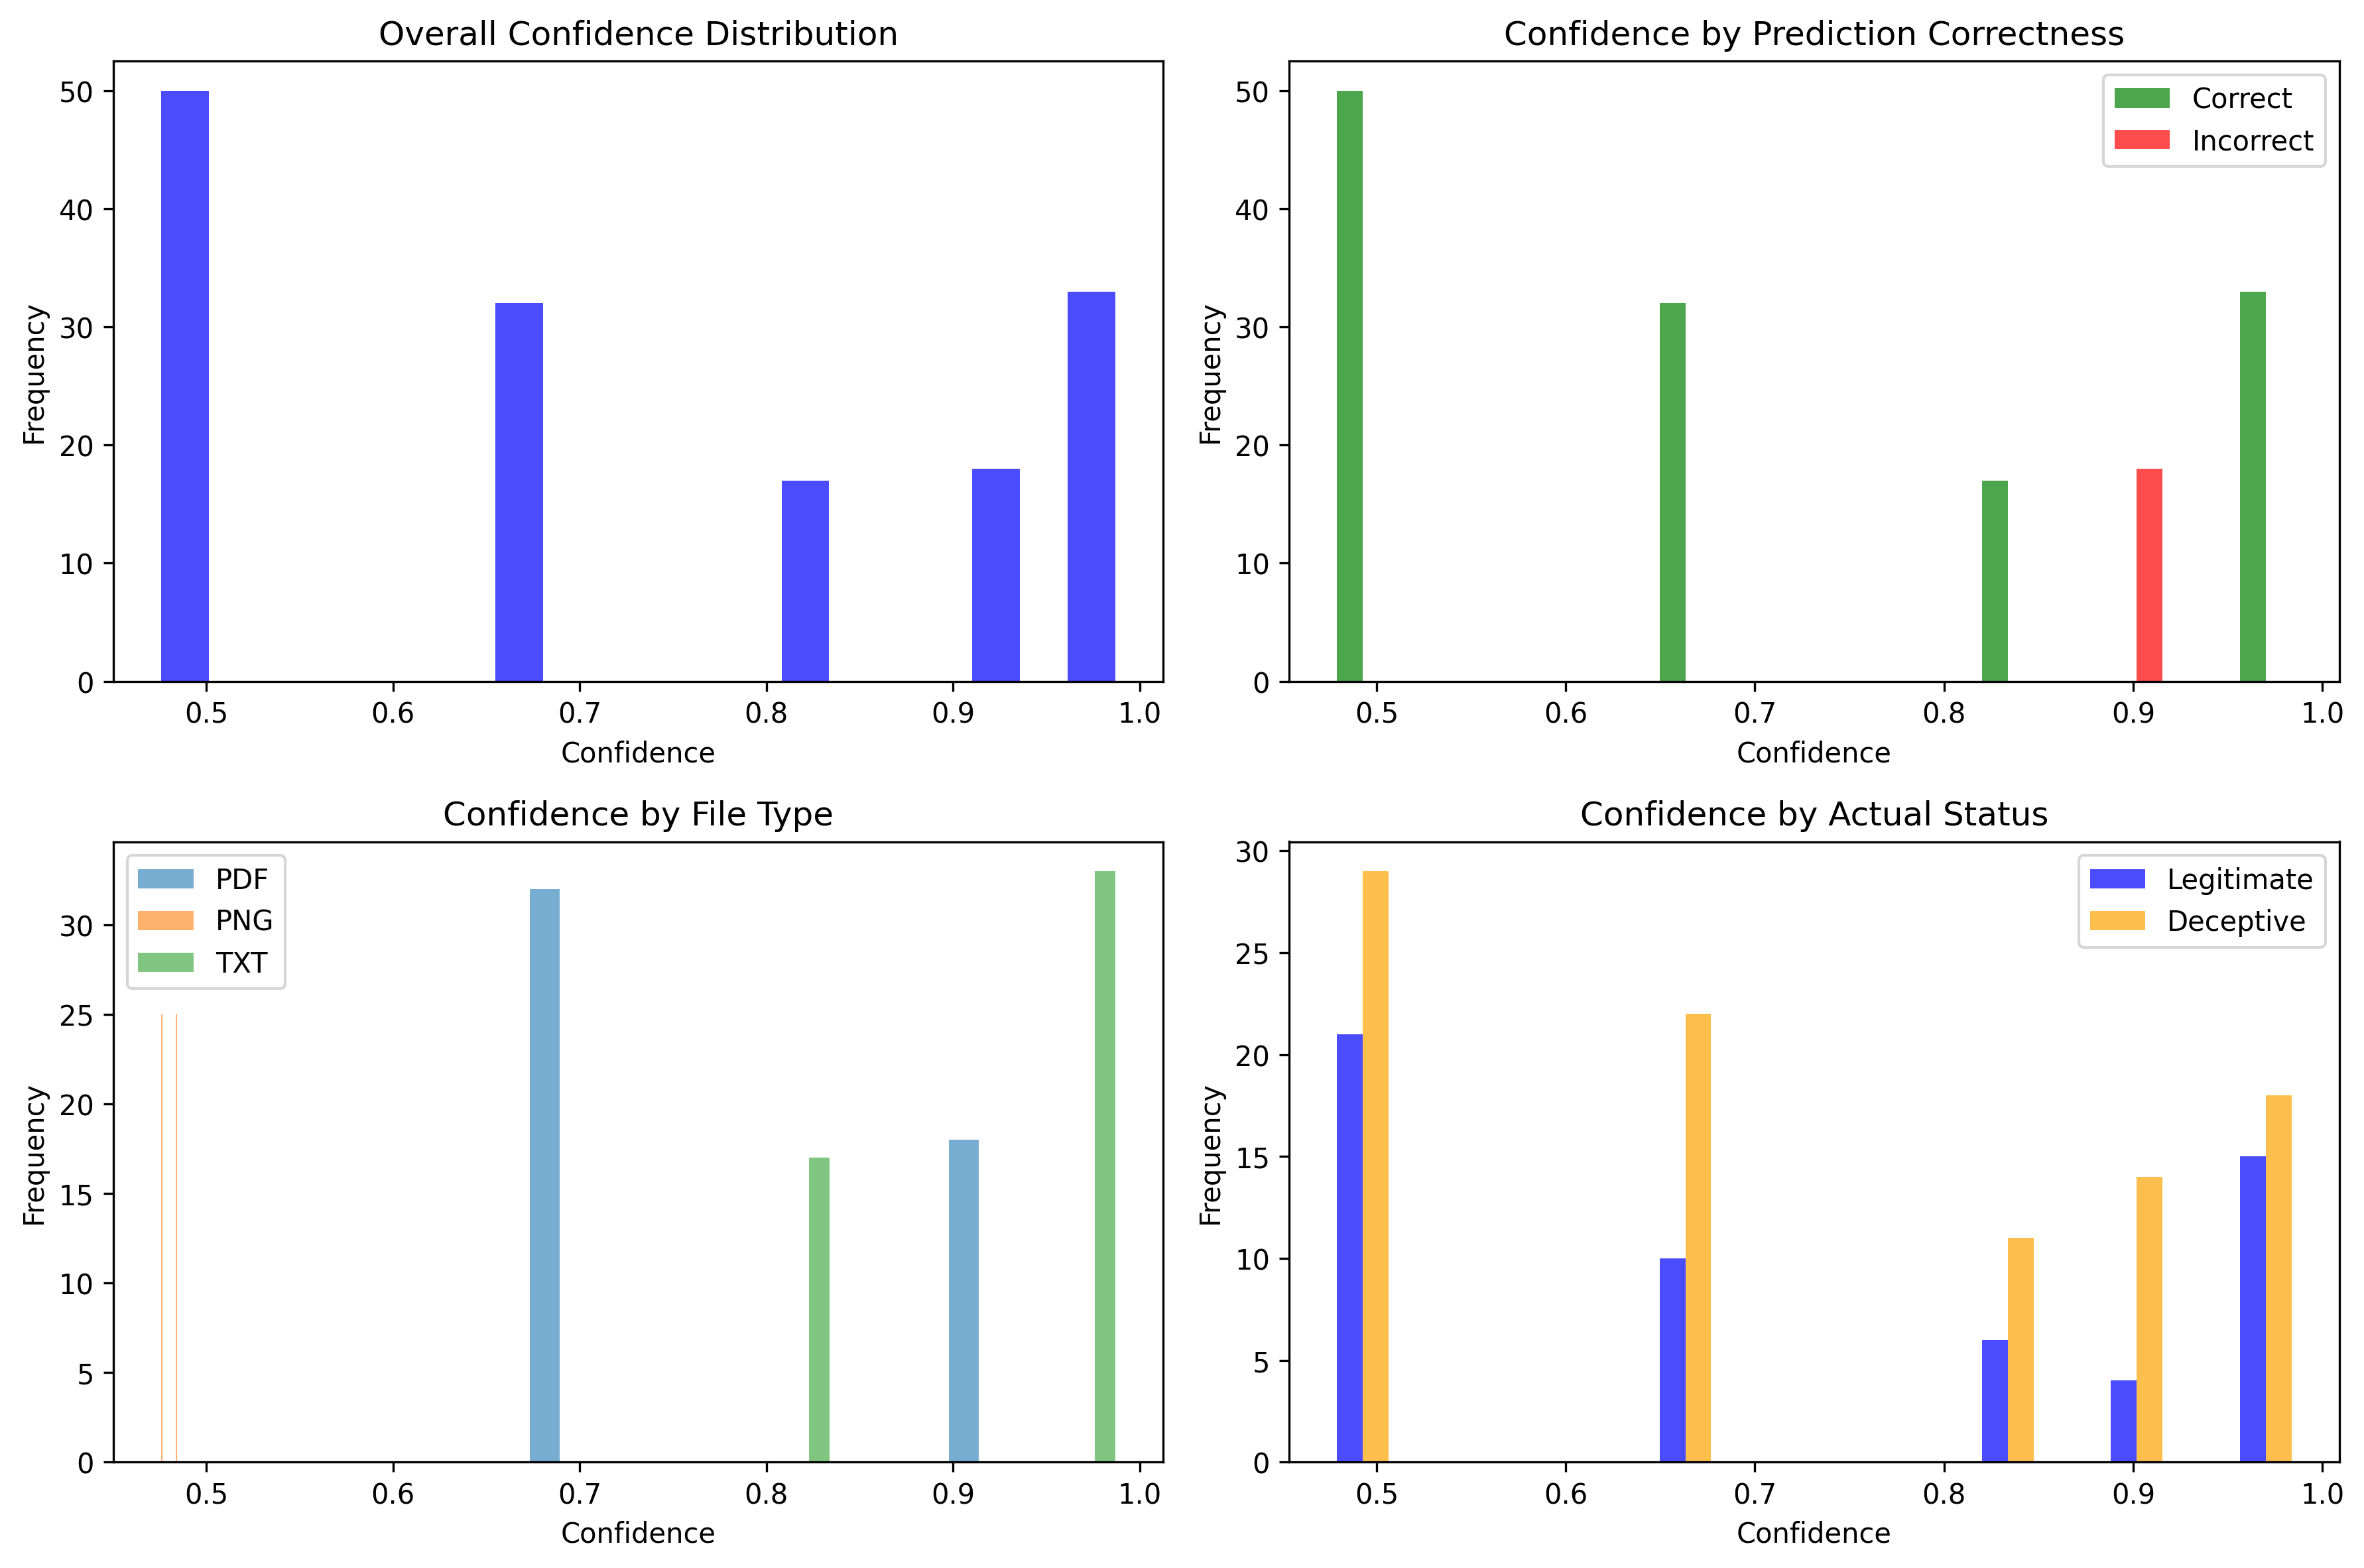 Overall Confidence Distribution
50
40
30
20
10
0
Frequency
0.5 0.6 0.7 0.8 0.9 1.0
Confidence
Confidence by Prediction Correctness
Correct
Incorrect
50
40
30
20
10
0
Frequency
0.5 0.6 0.7 0.8 0.9 1.0
Confidence
Confidence by File Type
PDF
PNG
TXT
30
25
20
15
10
5
0
Frequency
0.5 0.6 0.7 0.8 0.9 1.0
Confidence
Confidence by Actual Status
Legitimate
Deceptive
30
25
20
15
10
5
0
Frequency
0.5 0.6 0.7 0.8 0.9 1.0
Confidence